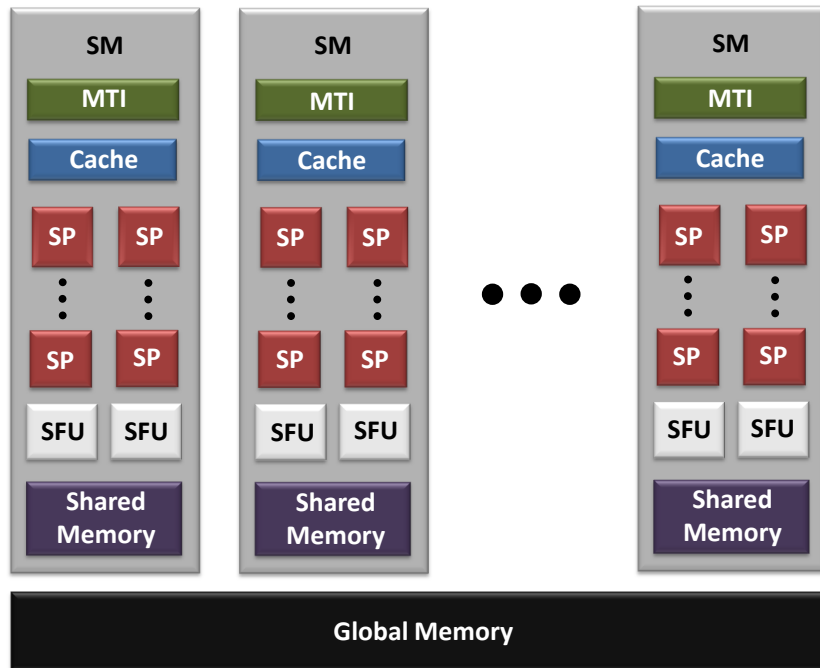 SM
MTI
Cache
SP SP
SP SP
SFU SFU
Shared
Memory
SM
MTI
Cache
SP SP
SP SP
SFU SFU
Shared
Memory
SM
MTI
Cache
SP SP
SP SP
SFU SFU
Shared
Memory
Global Memory